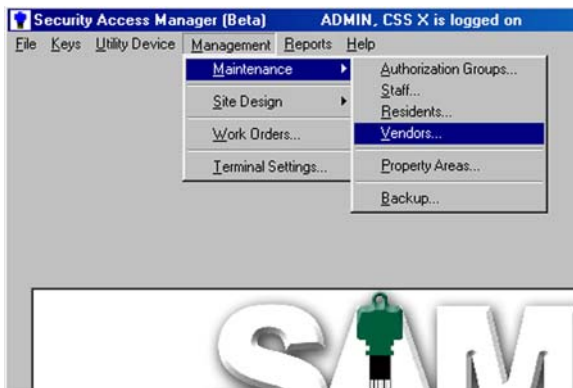 Security Access Manager (Beta) ADMIN, CSS X is logged on
File Keys Utility Device Management Reports Help
Maintenance
Site Design
Work Orders...
Terminal Settings...
Authorization Groups...
Staff...
Residents...
Vendors...
Property Areas...
Backup...
SAM